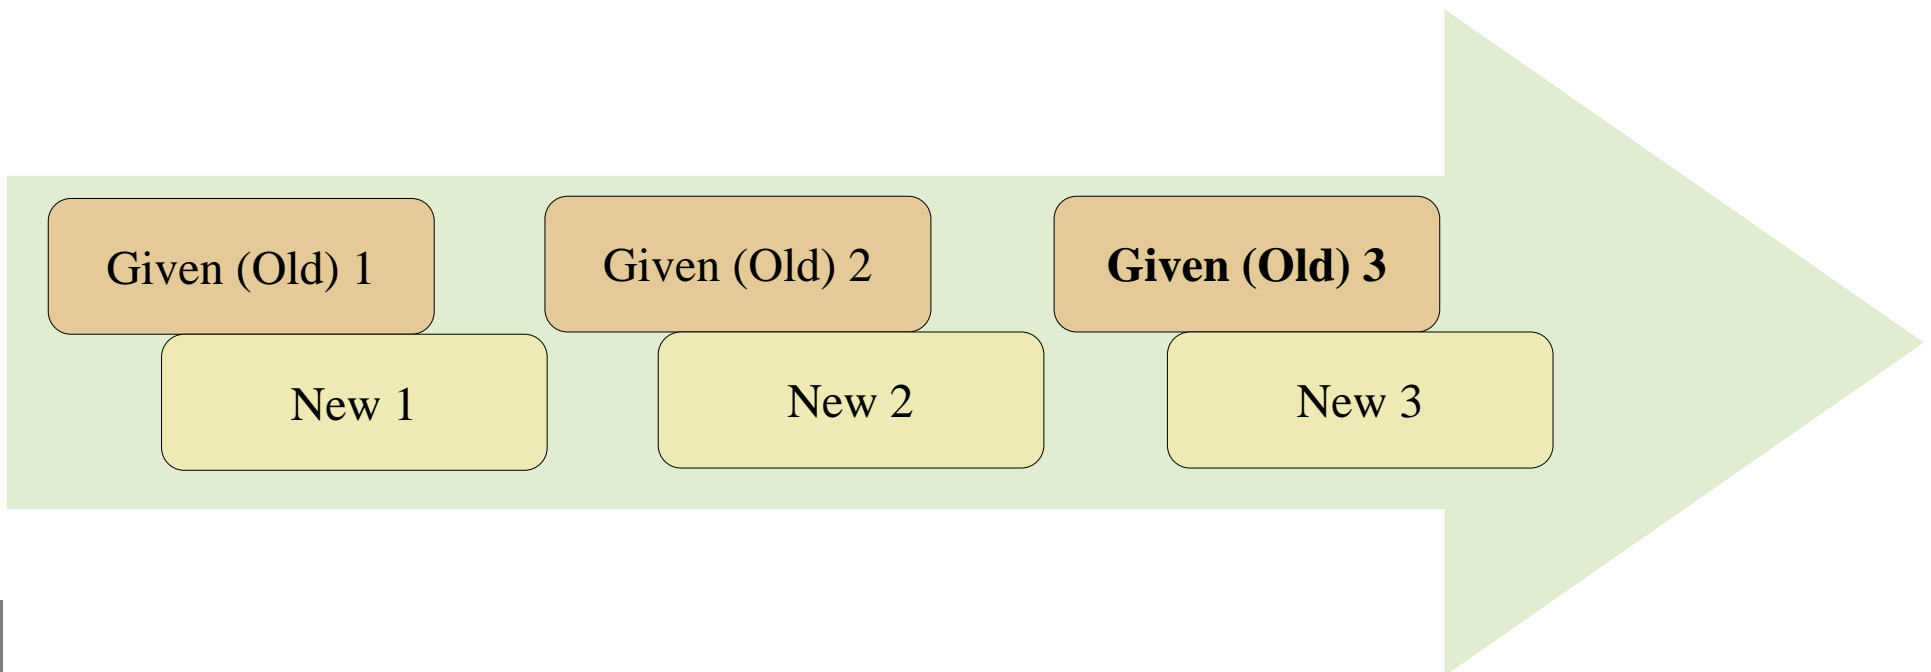 Given (Old) 1
New 1
Given (Old) 2
New 2
Given (Old) 3
New 3